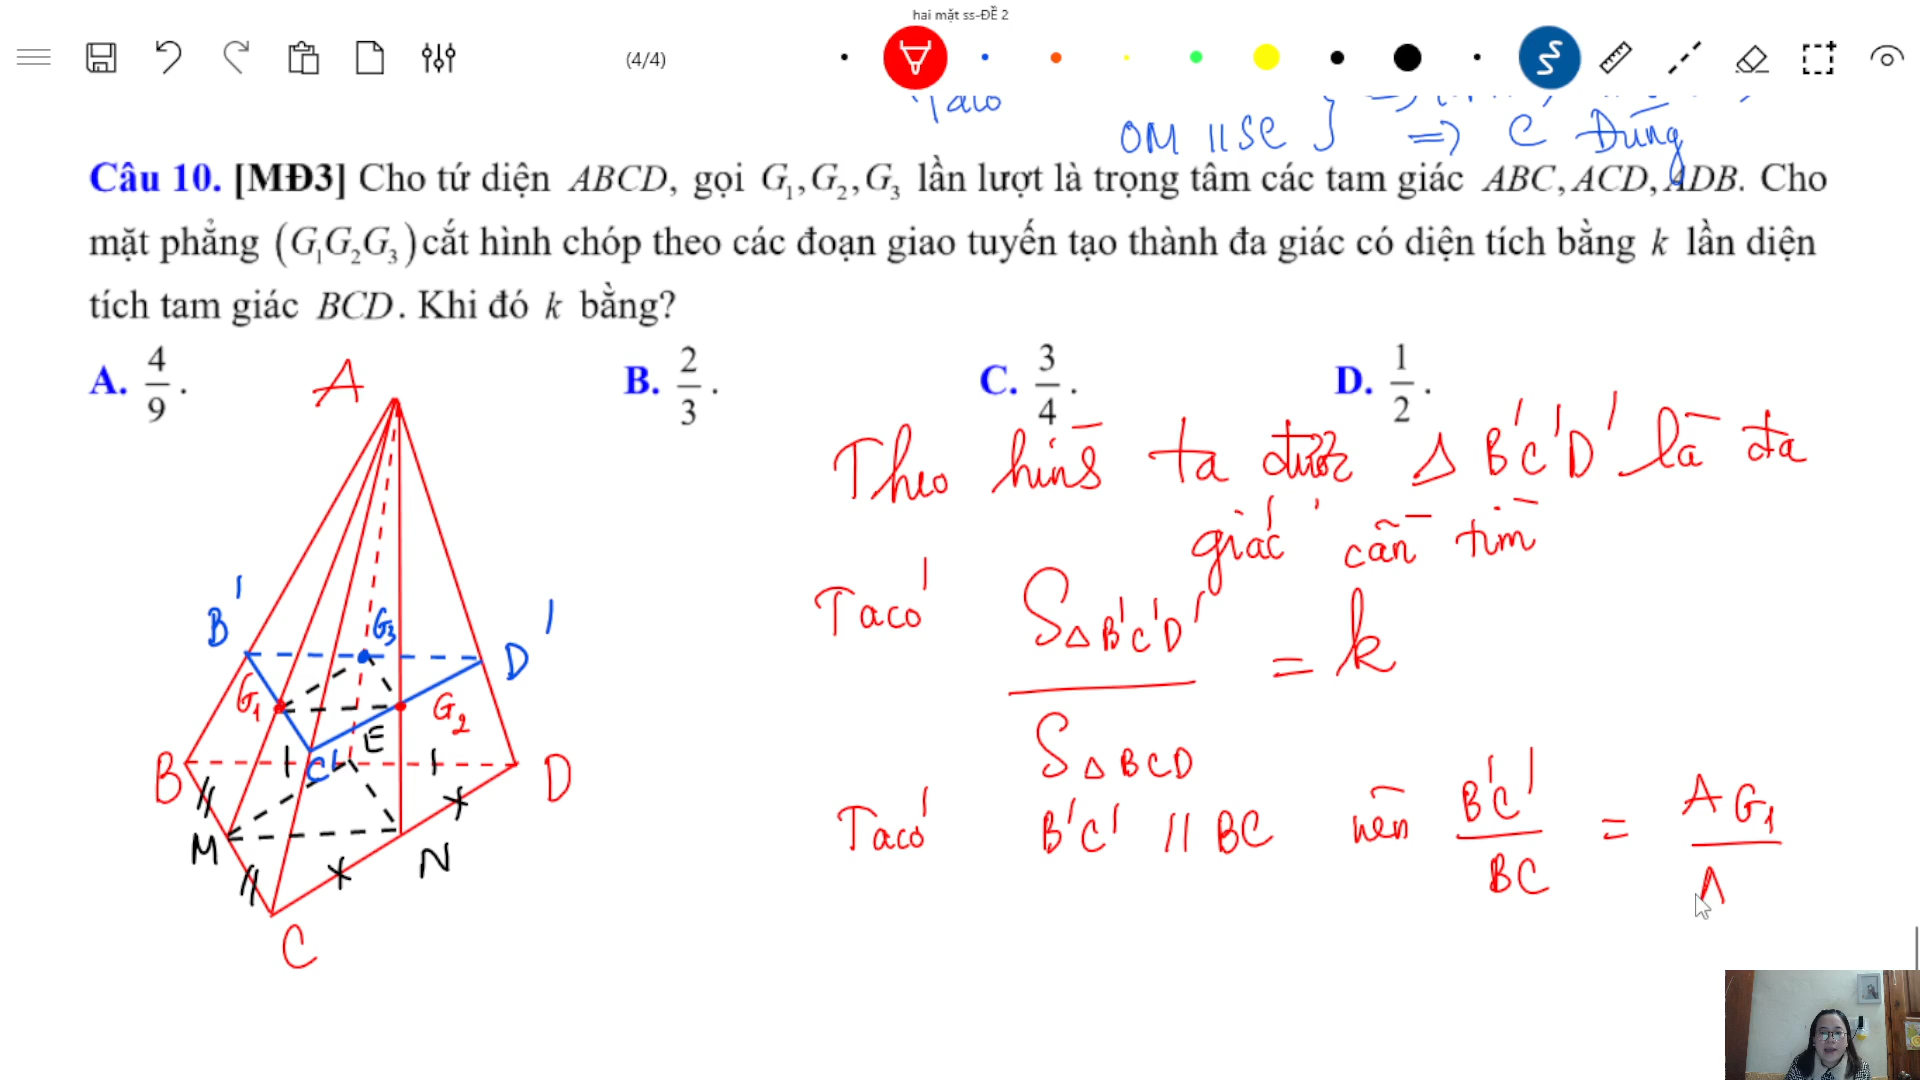 hai mặt ss-ĐỀ 2
(4/4)
Ta có
OM // SC } => C Đúng
Câu 10. [MĐ3] Cho tứ diện ABCD, gọi G₁,G₂,G₃ lần lượt là trọng tâm các tam giác ABC,ACD,ADB. Cho
mặt phẳng (G₁G₂G₃)cắt hình chóp theo các đoạn giao tuyến tạo thành đa giác có diện tích bằng k lần diện
tích tam giác BCD. Khi đó k bằng?
A. 4/9. B. 2/3. C. 3/4. D. 1/2.
A
Theo hình ta được Δ B'C'D' là đa
giác cần tìm
Ta có S_ΔB'C'D' / S_ΔBCD = k
B' G₃ D'
G₁ G₂
E
B C' D
Ta có B'C' // BC nên B'C'/BC = AG₁/A
M N
C